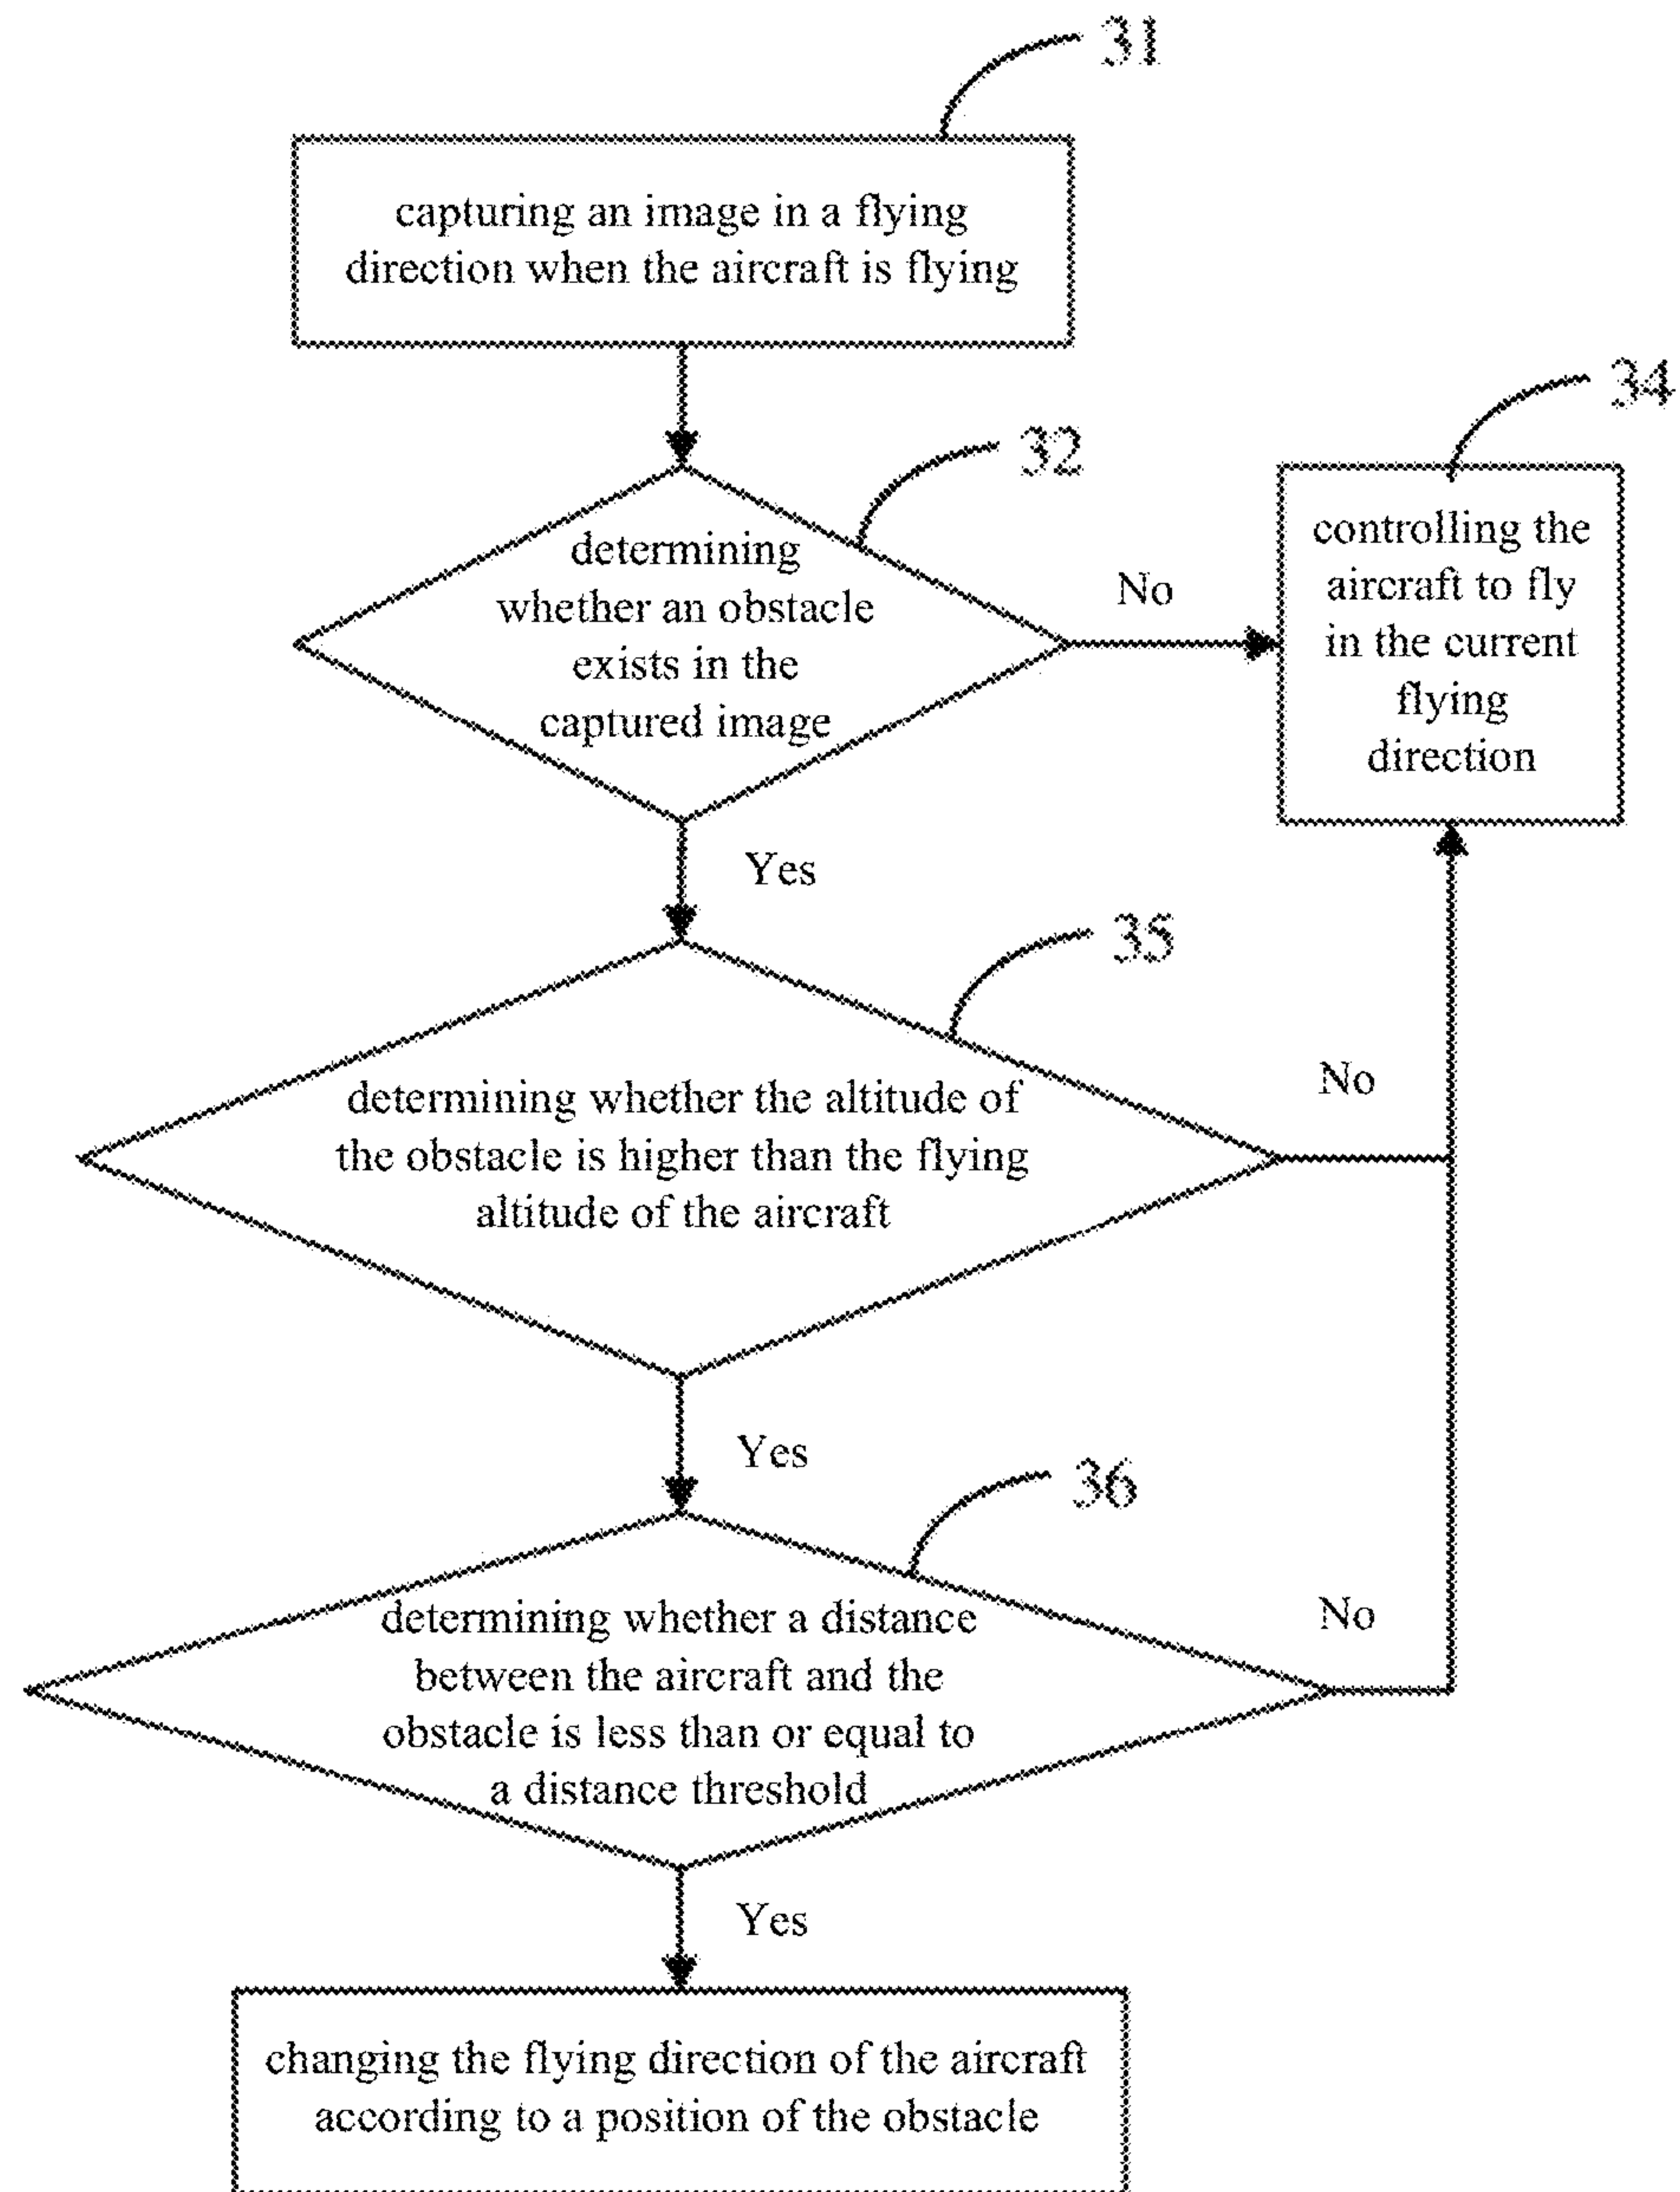 31
capturing an image in a flying
direction when the aircraft is flying
34
32
determining
whether an obstacle
exists in the
captured image
No
controlling the
aircraft to fly
in the current
flying
direction
Yes
35
determining whether the altitude of
the obstacle is higher than the flying
altitude of the aircraft
No
Yes
36
determining whether a distance
between the aircraft and the
obstacle is less than or equal to
a distance threshold
No
Yes
changing the flying direction of the aircraft
according to a position of the obstacle